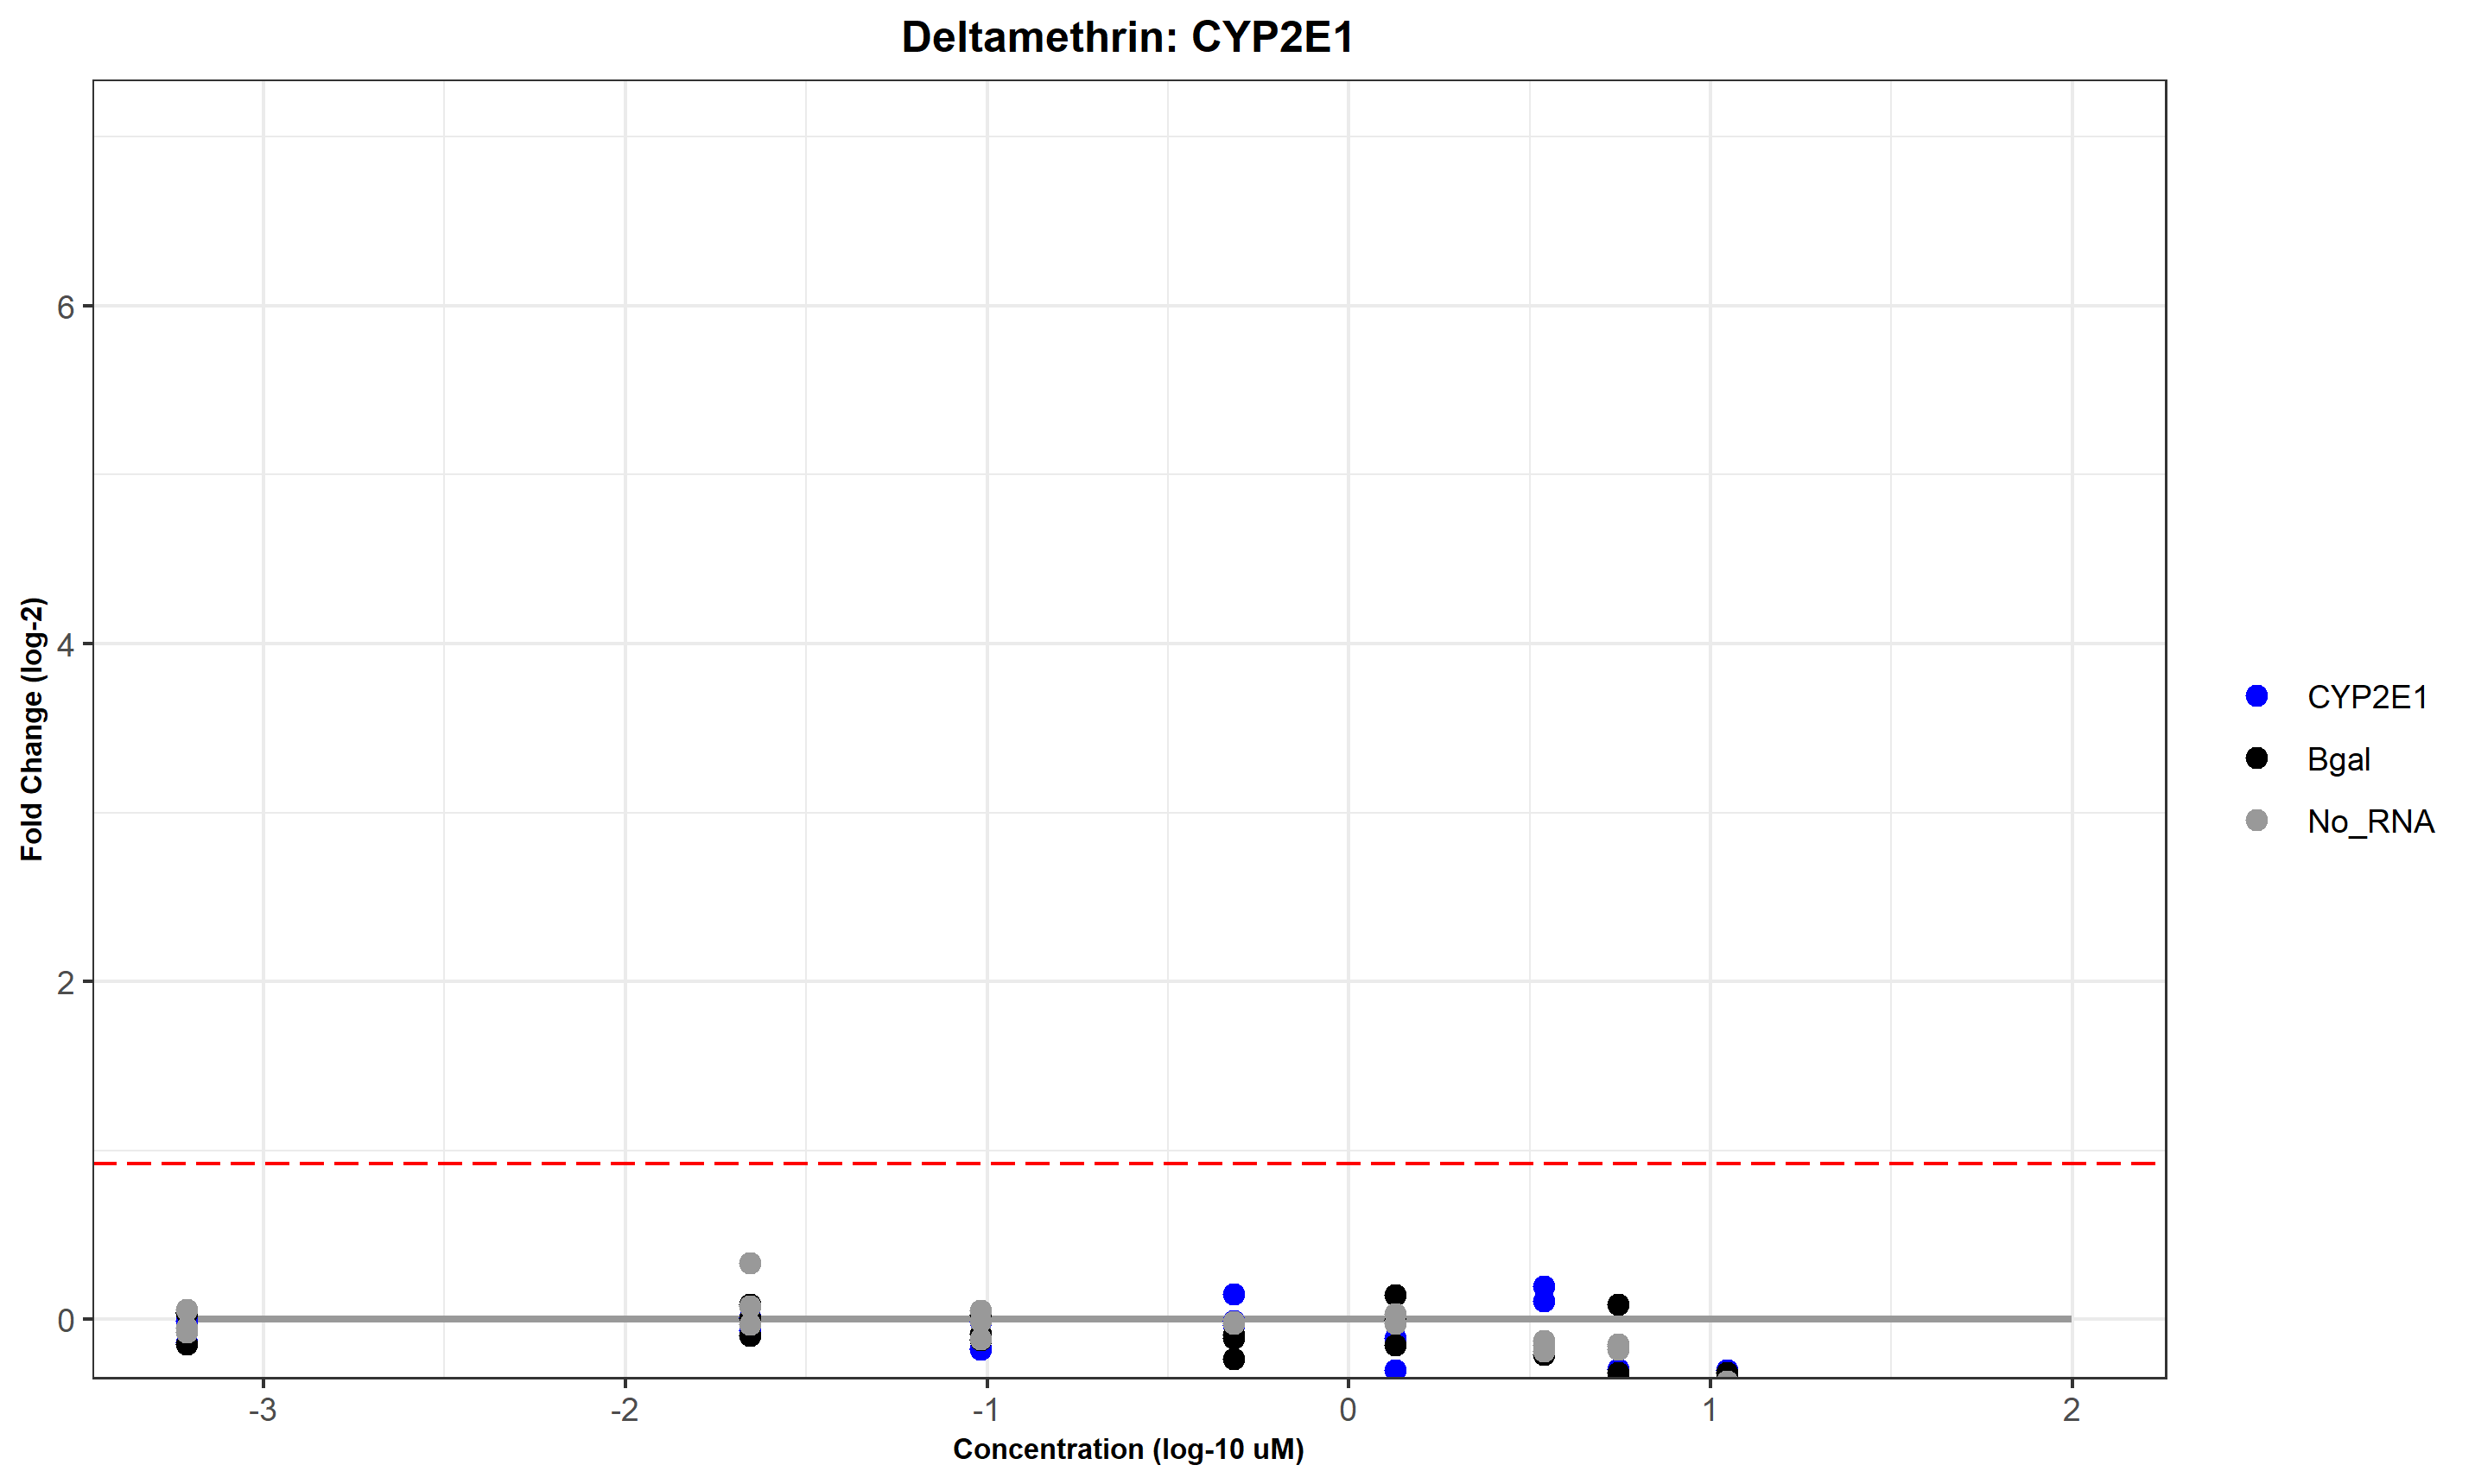 Deltamethrin: CYP2E1
Fold Change (log-2)
6
4
2
0
-3
-2
-1
0
1
2
Concentration (log-10 uM)
CYP2E1
Bgal
No_RNA